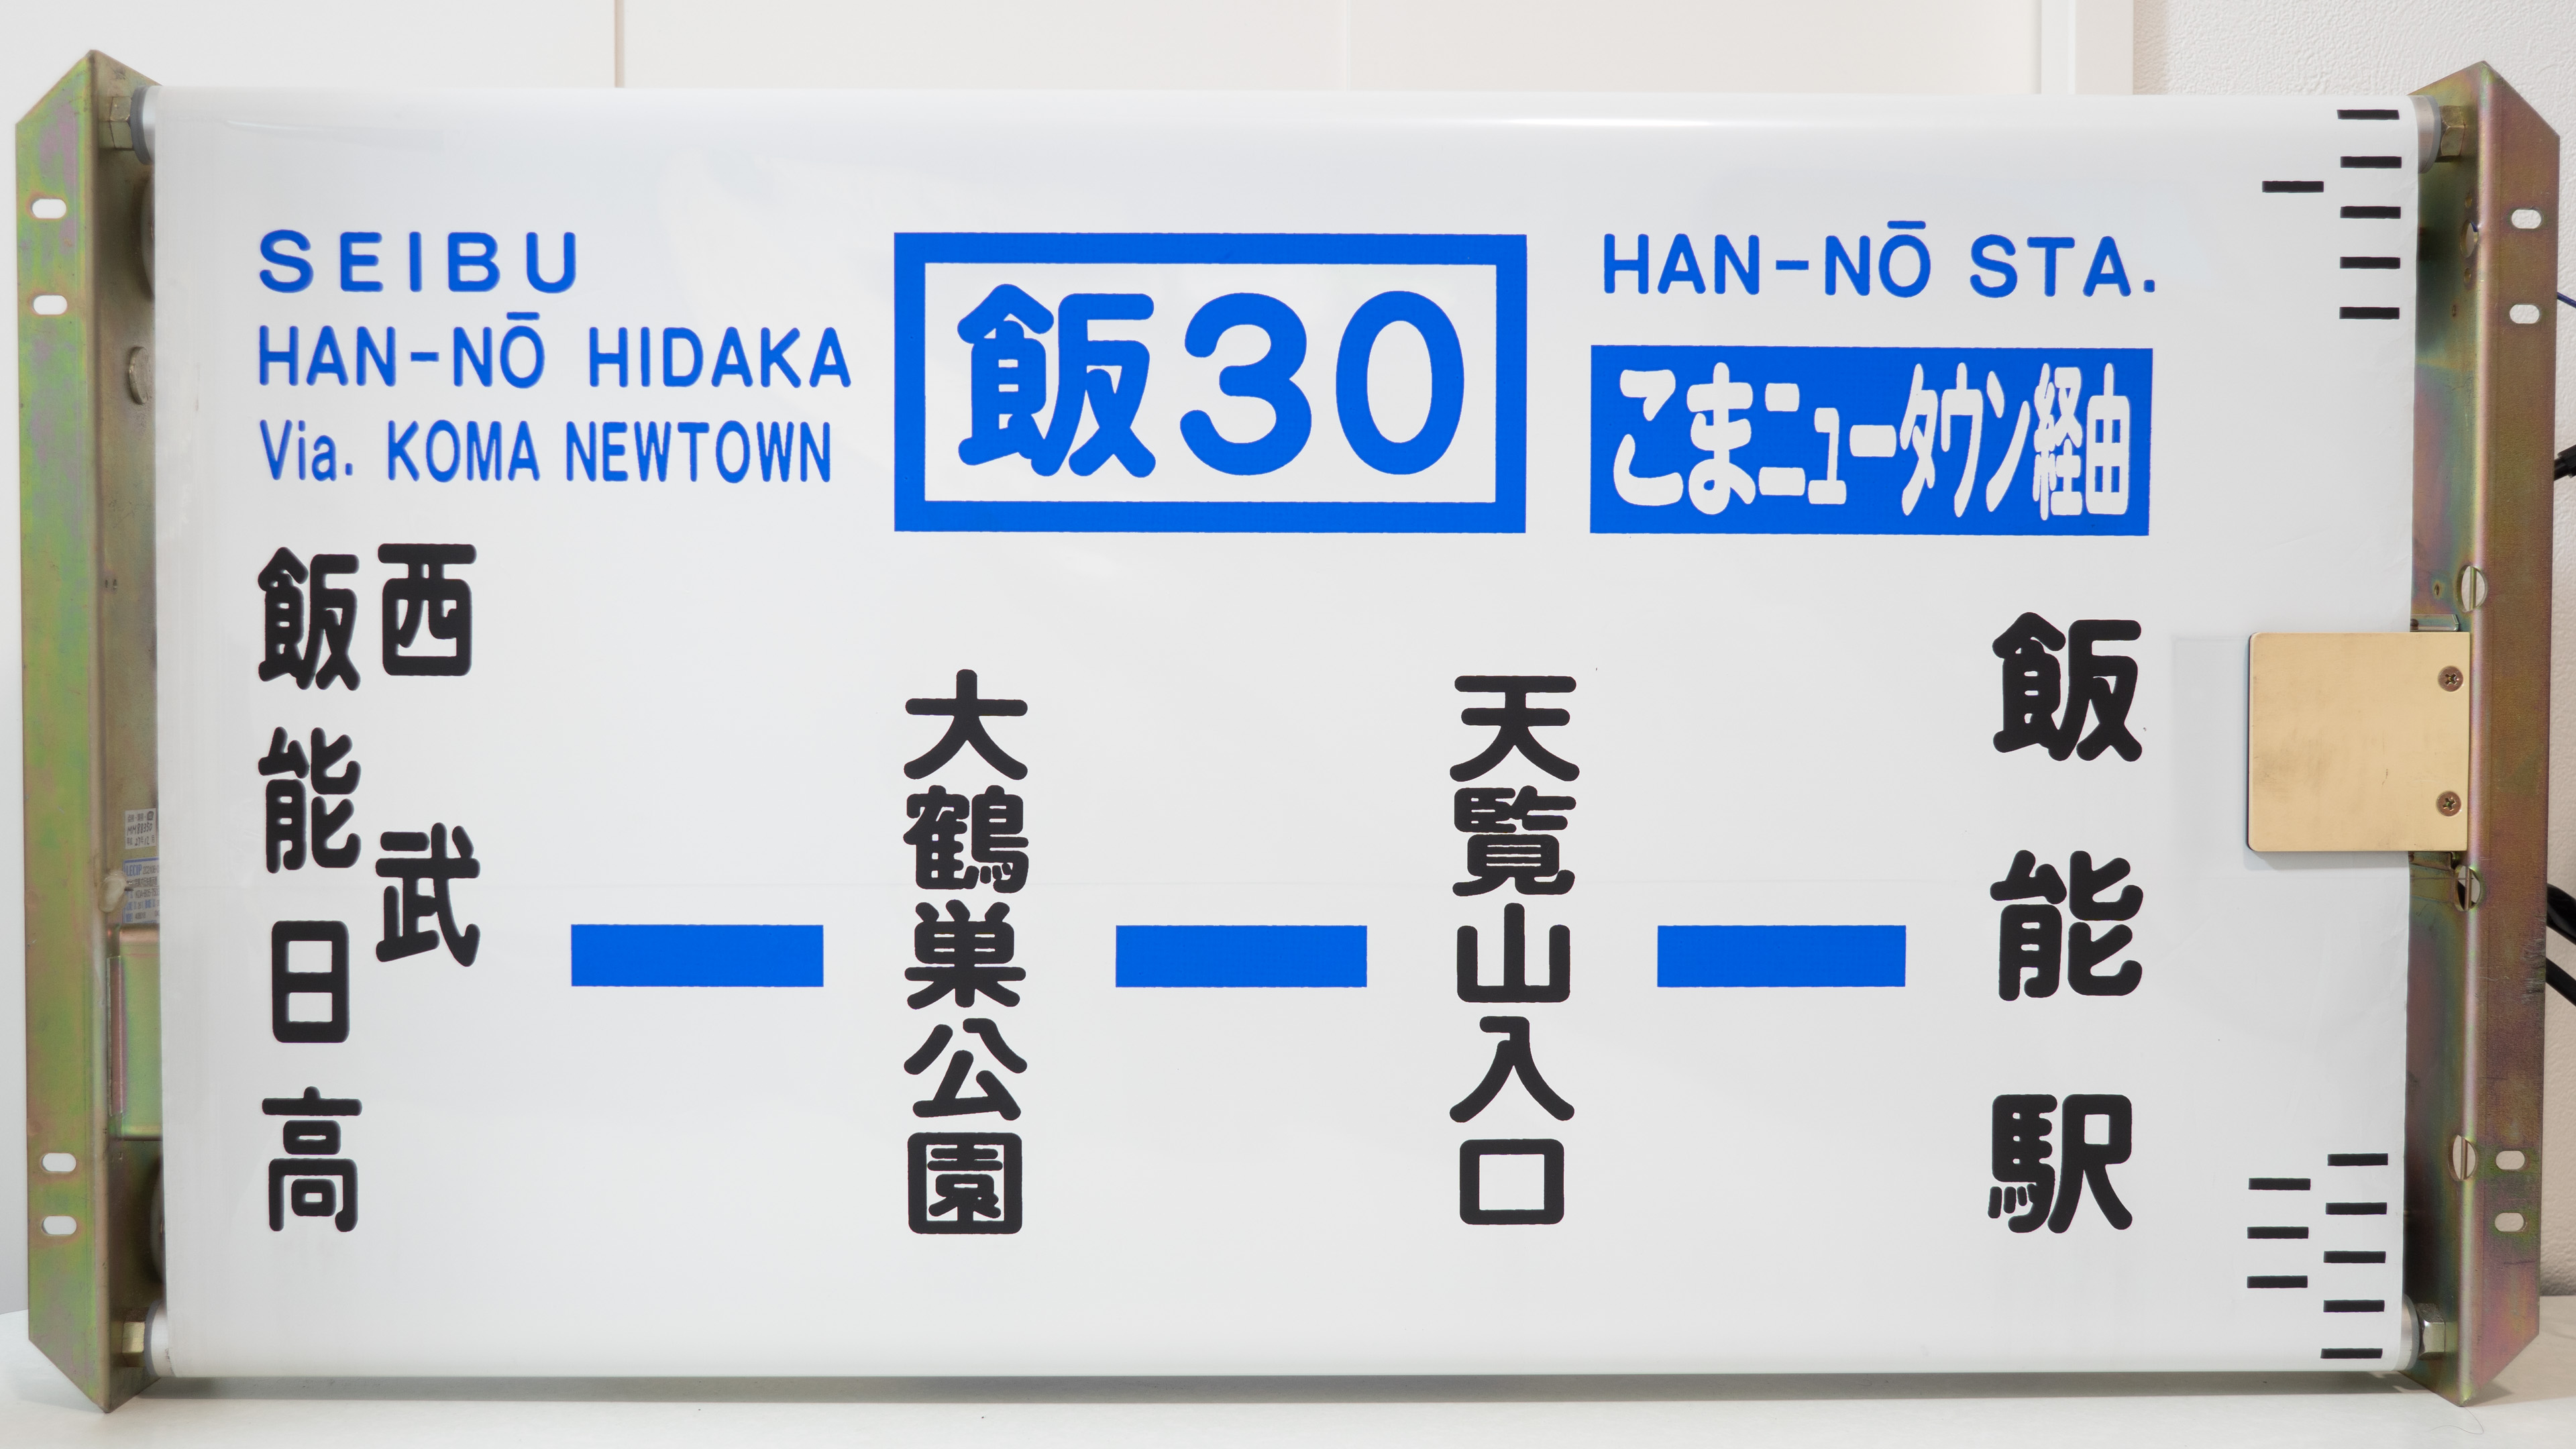 SEIBU
HAN-NŌ HIDAKA
Via. KOMA NEWTOWN
飯30
HAN-NŌ STA.
こまニュータウン経由
西武
飯能日高
大鶴巣公園
天覧山入口
飯能駅